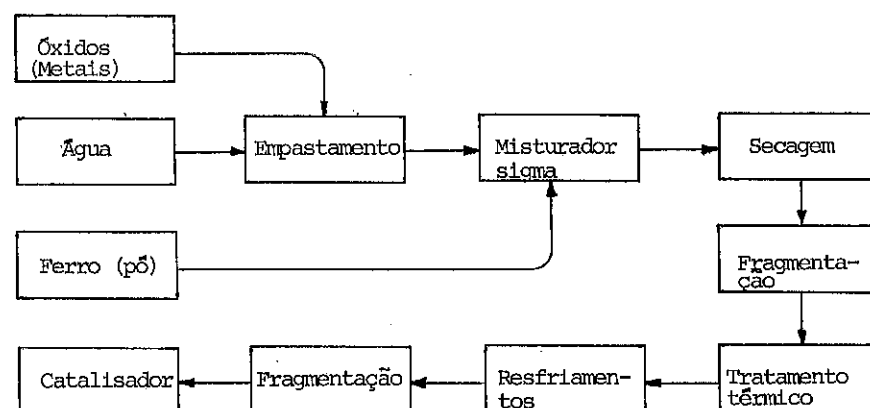 Óxidos
(Metais)
Água
Empastamento
Misturador
sigma
Secagem
Ferro (pó)
Fragmenta-
ção
Catalisador
Fragmentação
Resfriamen-
tos
Tratamento
térmico